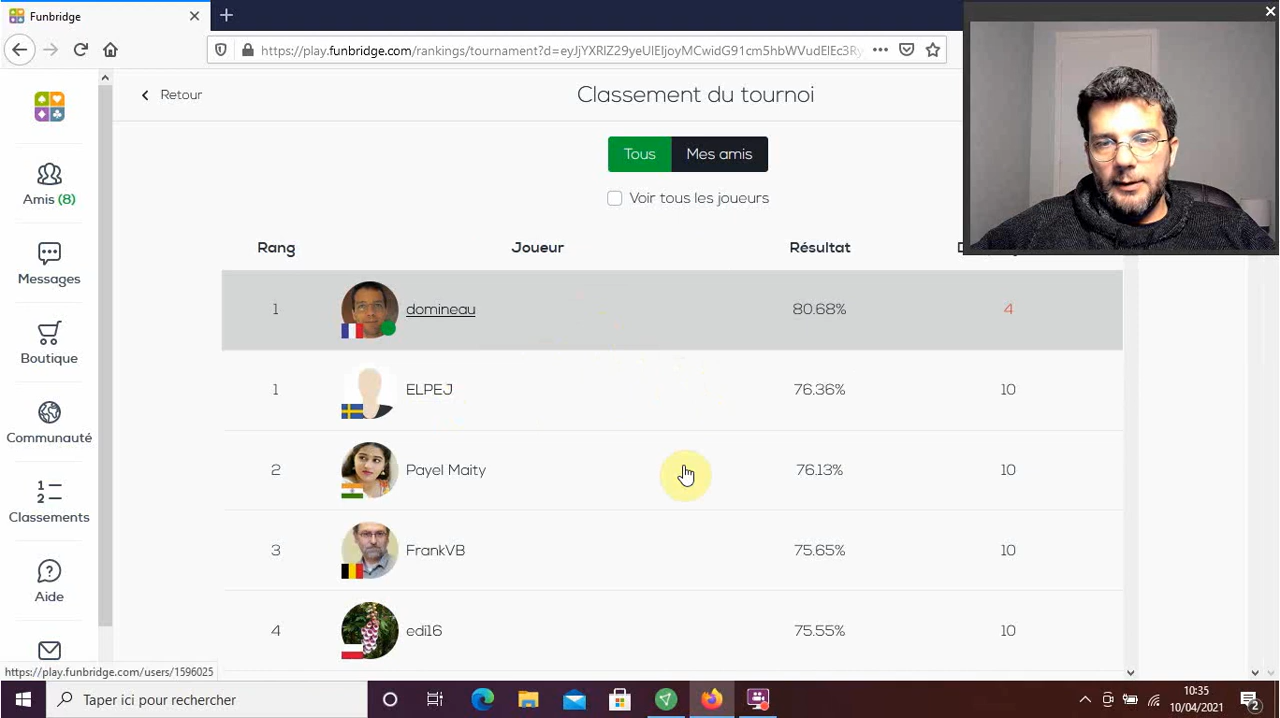 Funbridge
https://play.funbridge.com/rankings/tournament?d=eyJjYXRlZ29yeUlEIjoyMCwidG91cm5hbWVudElEIjoiNjA
Retour
Classement du tournoi
Tous
Mes amis
Voir tous les joueurs
Amis (8)
Messages
Boutique
Communauté
Classements
Aide
Rang
Joueur
Résultat
1
domineau
80.68%
4
1
ELPEJ
76.36%
10
2
Payel Maity
76.13%
10
3
FrankVB
75.65%
10
4
edi16
75.55%
10
https://play.funbridge.com/users/1596025
Taper ici pour rechercher
10:35
10/04/2021
2